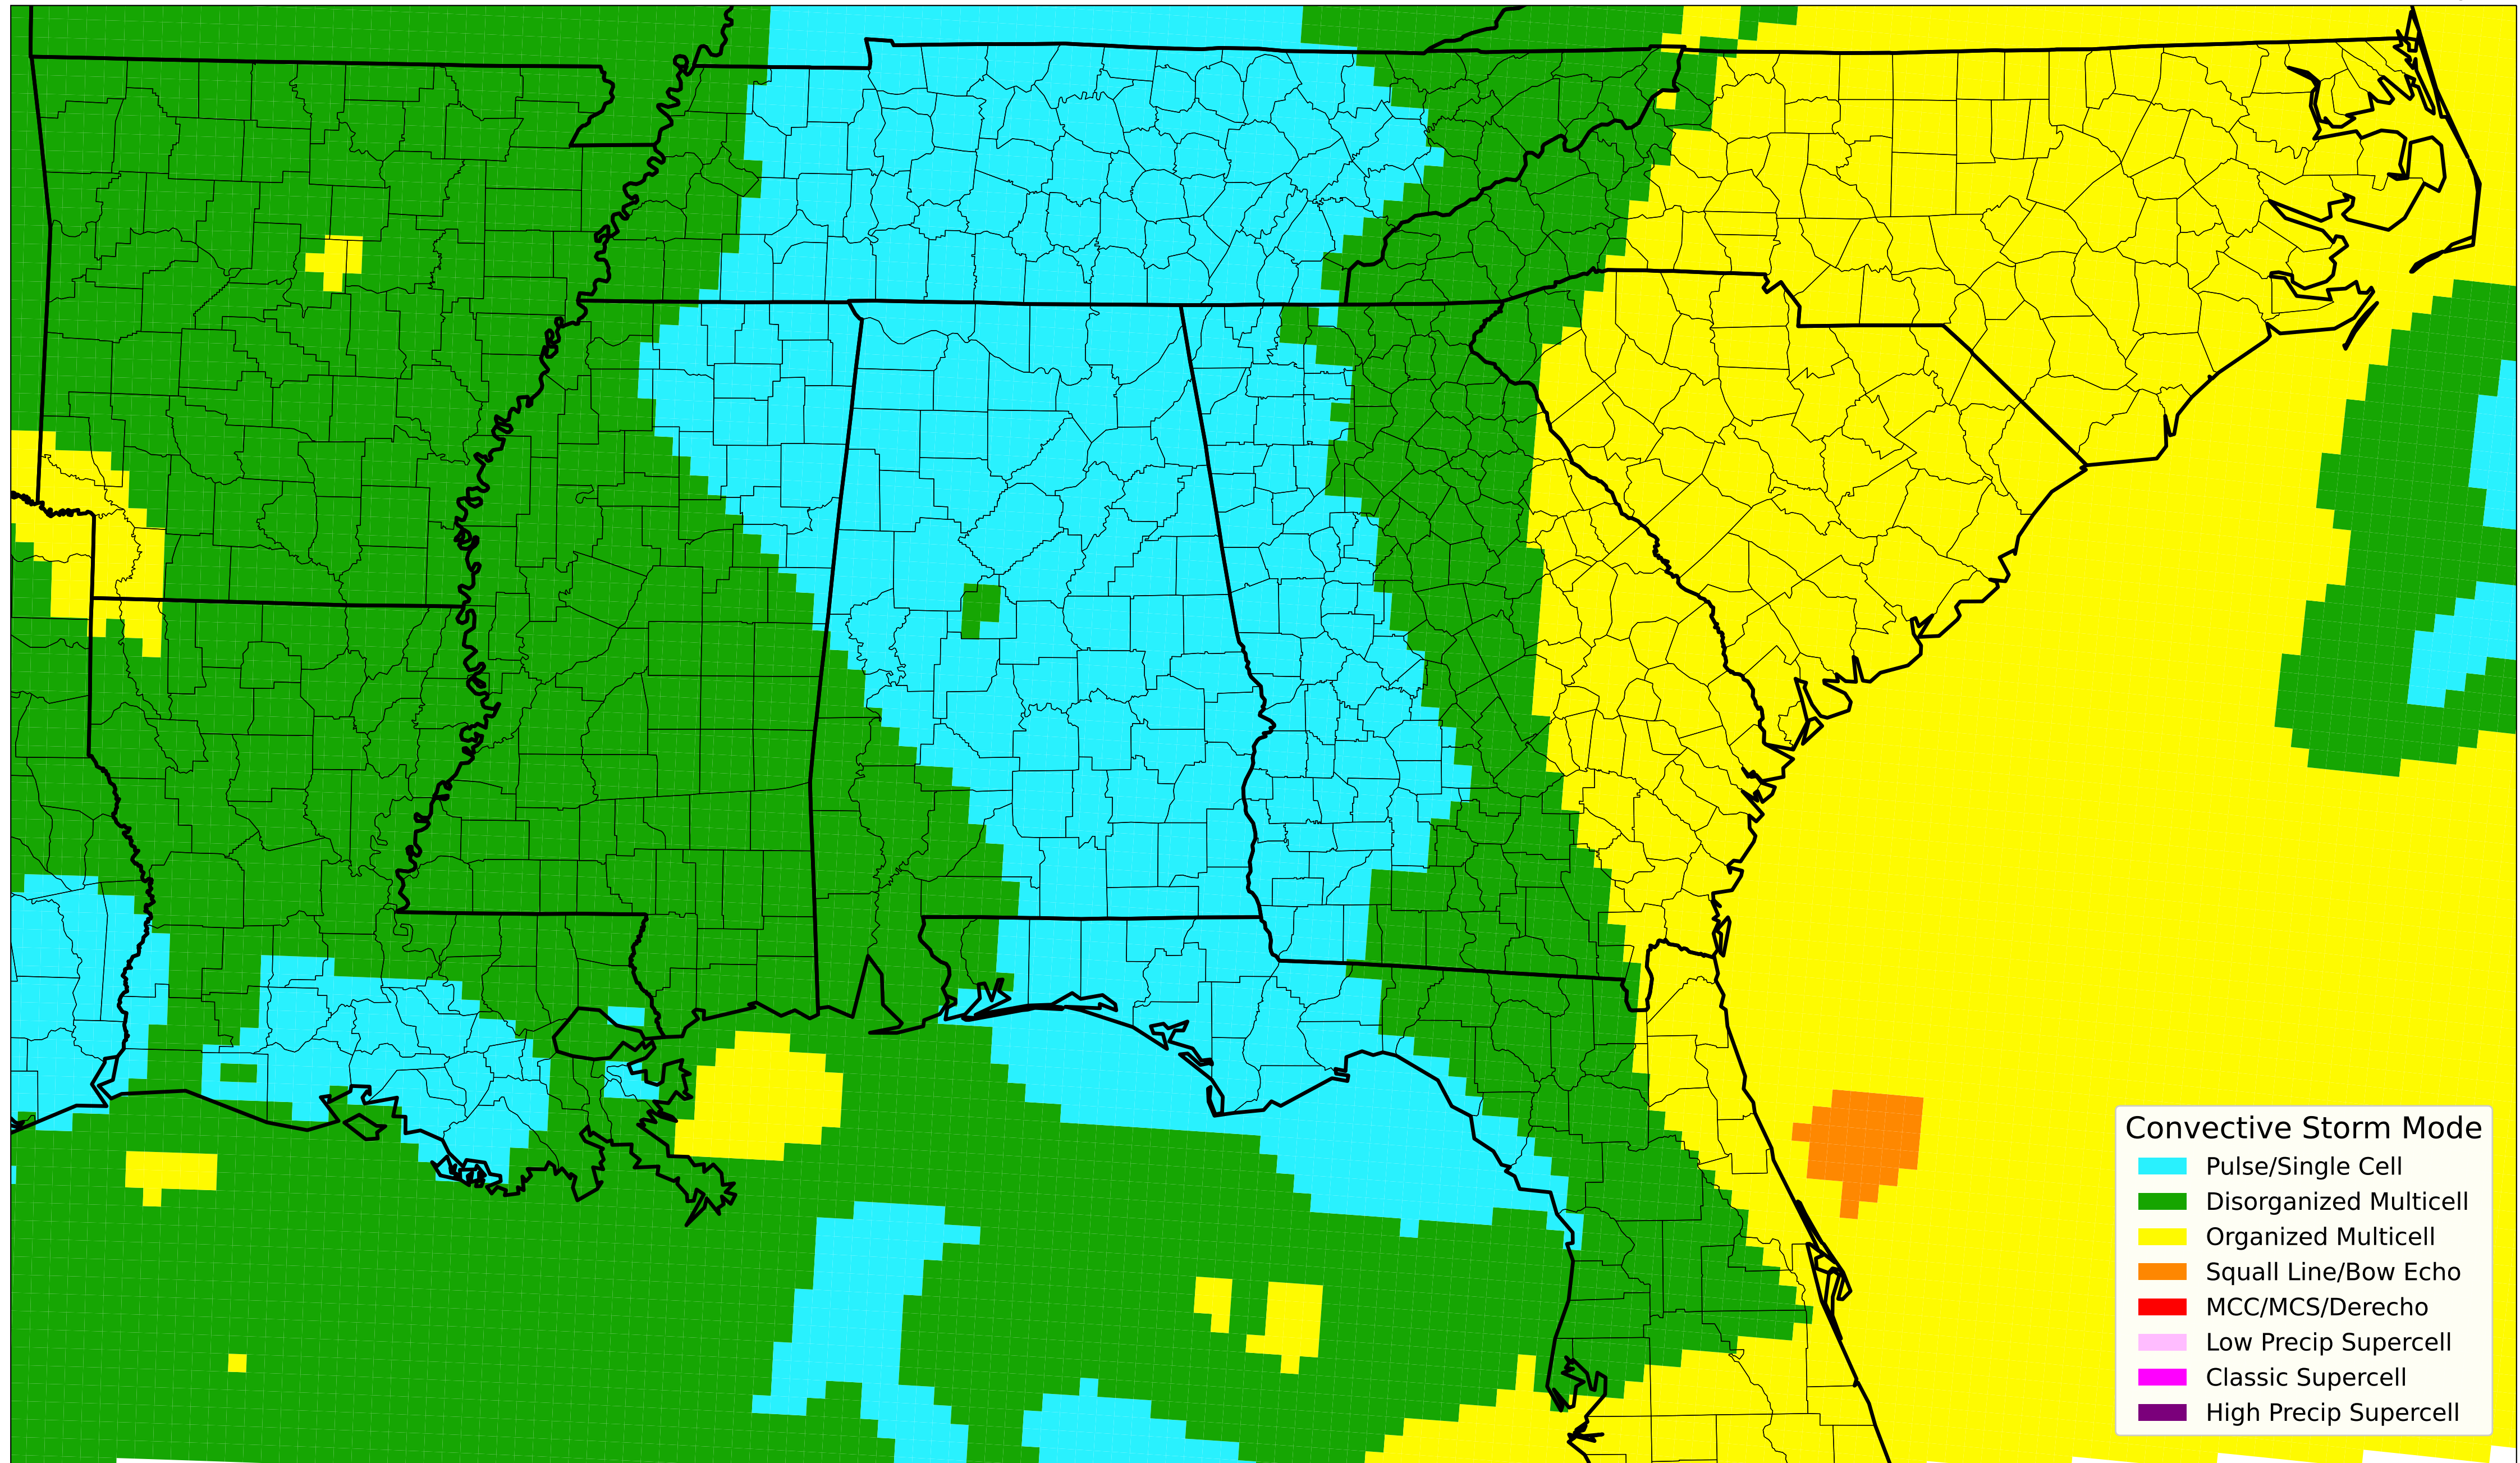 Convective Storm Mode
Pulse/Single Cell
Disorganized Multicell
Organized Multicell
Squall Line/Bow Echo
MCC/MCS/Derecho
Low Precip Supercell
Classic Supercell
High Precip Supercell